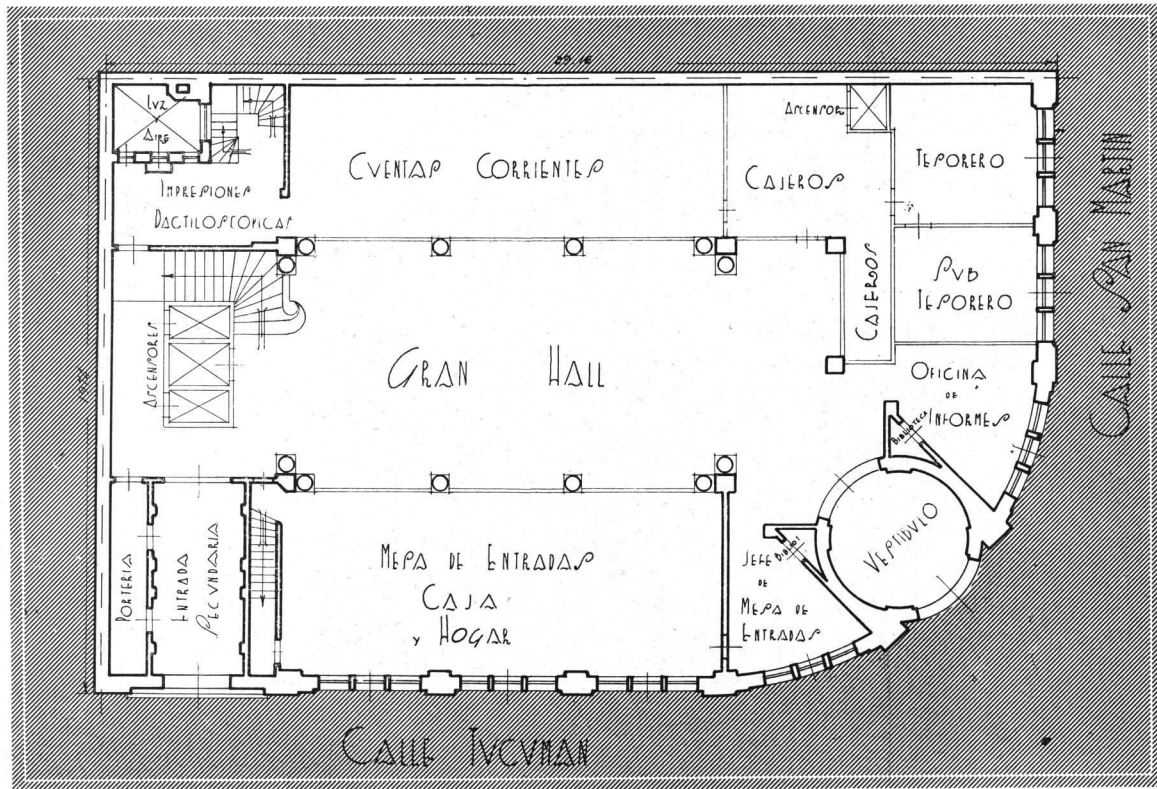 29.16
LUZ
Y
AIRE
IMPRESIONES
DACTILOSCOPICAS
CUENTAS CORRIENTES
ASCENSOR
CAJEROS
TESORERO
CAJEROS
SUB
TESORERO
ASCENSORES
GRAN HALL
OFICINA
DE
INFORMES
BIBLIOTECA
VESTIBULO
PORTERIA
ENTRADA
SECUNDARIA
MESA DE ENTRADAS
CAJA
Y HOGAR
JEFE
DE
MESA DE
ENTRADAS
CALLE TUCUMAN
CALLE SAN MARTIN